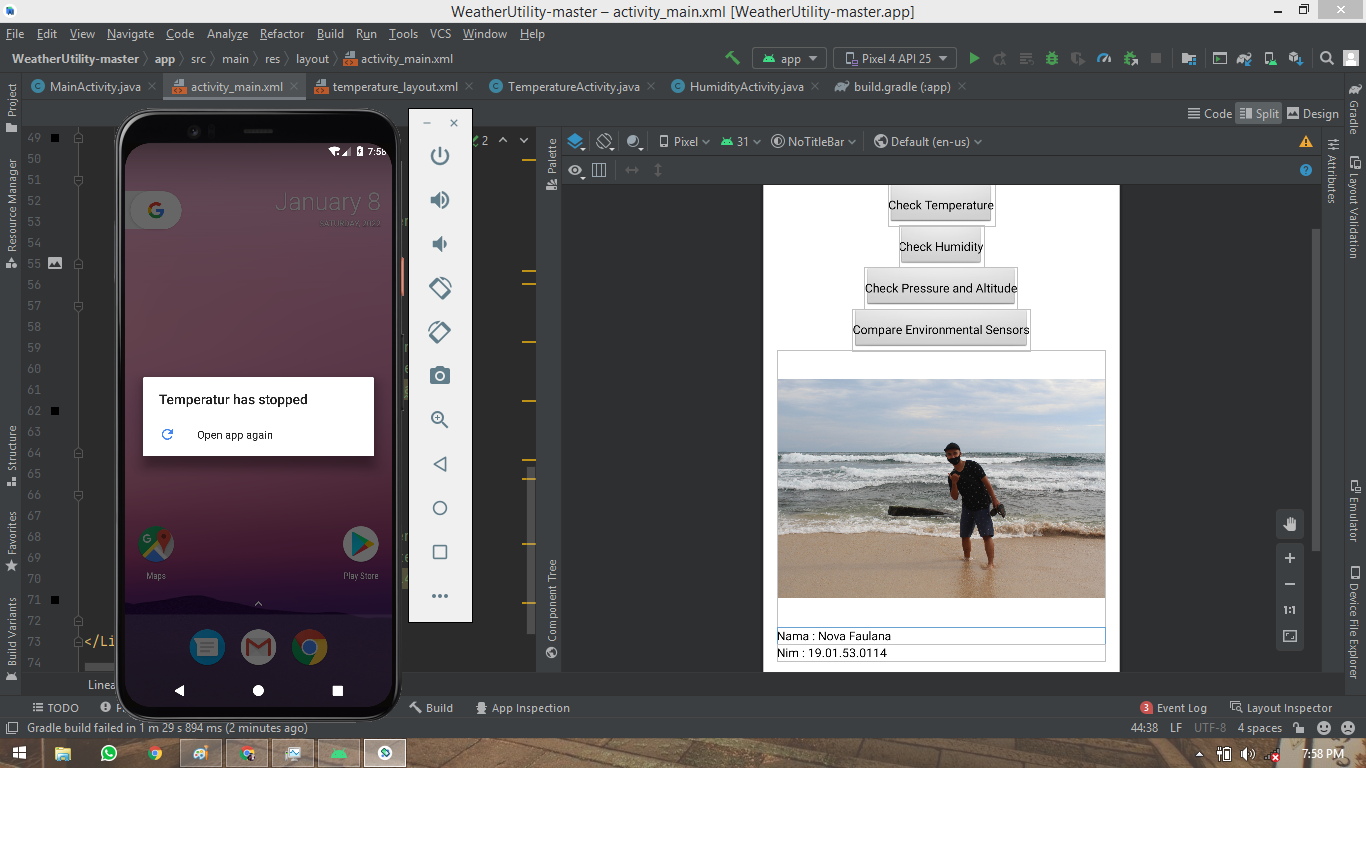 WeatherUtility-master – activity_main.xml [WeatherUtility-master.app]
File Edit View Navigate Code Analyze Refactor Build Run Tools VCS Window Help
WeatherUtility-master app src main res layout activity_main.xml
app Pixel 4 API 25
MainActivity.java activity_main.xml temperature_layout.xml TemperatureActivity.java HumidityActivity.java build.gradle (:app)
Code Split Design
Project
Resource Manager
Structure
Favorites
Build Variants
49
50
51
52
53
54
55
56
57
58
59
60
61
62
63
64
65
66
67
68
69
70
71
72
73 </Li
74
Linea
2
7:58
January 8
Temperatur has stopped
Open app again
Maps Play Store
Palette
Component Tree
Pixel 31 NoTitleBar Default (en-us)
Check Temperature
Check Humidity
Check Pressure and Altitude
Compare Environmental Sensors
Nama : Nova Faulana
Nim : 19.01.53.0114
1:1
Attributes
Gradle
Layout Validation
Emulator
Device File Explorer
TODO Build App Inspection 3 Event Log Layout Inspector
Gradle build failed in 1 m 29 s 894 ms (2 minutes ago) 44:38 LF UTF-8 4 spaces
7:58 PM